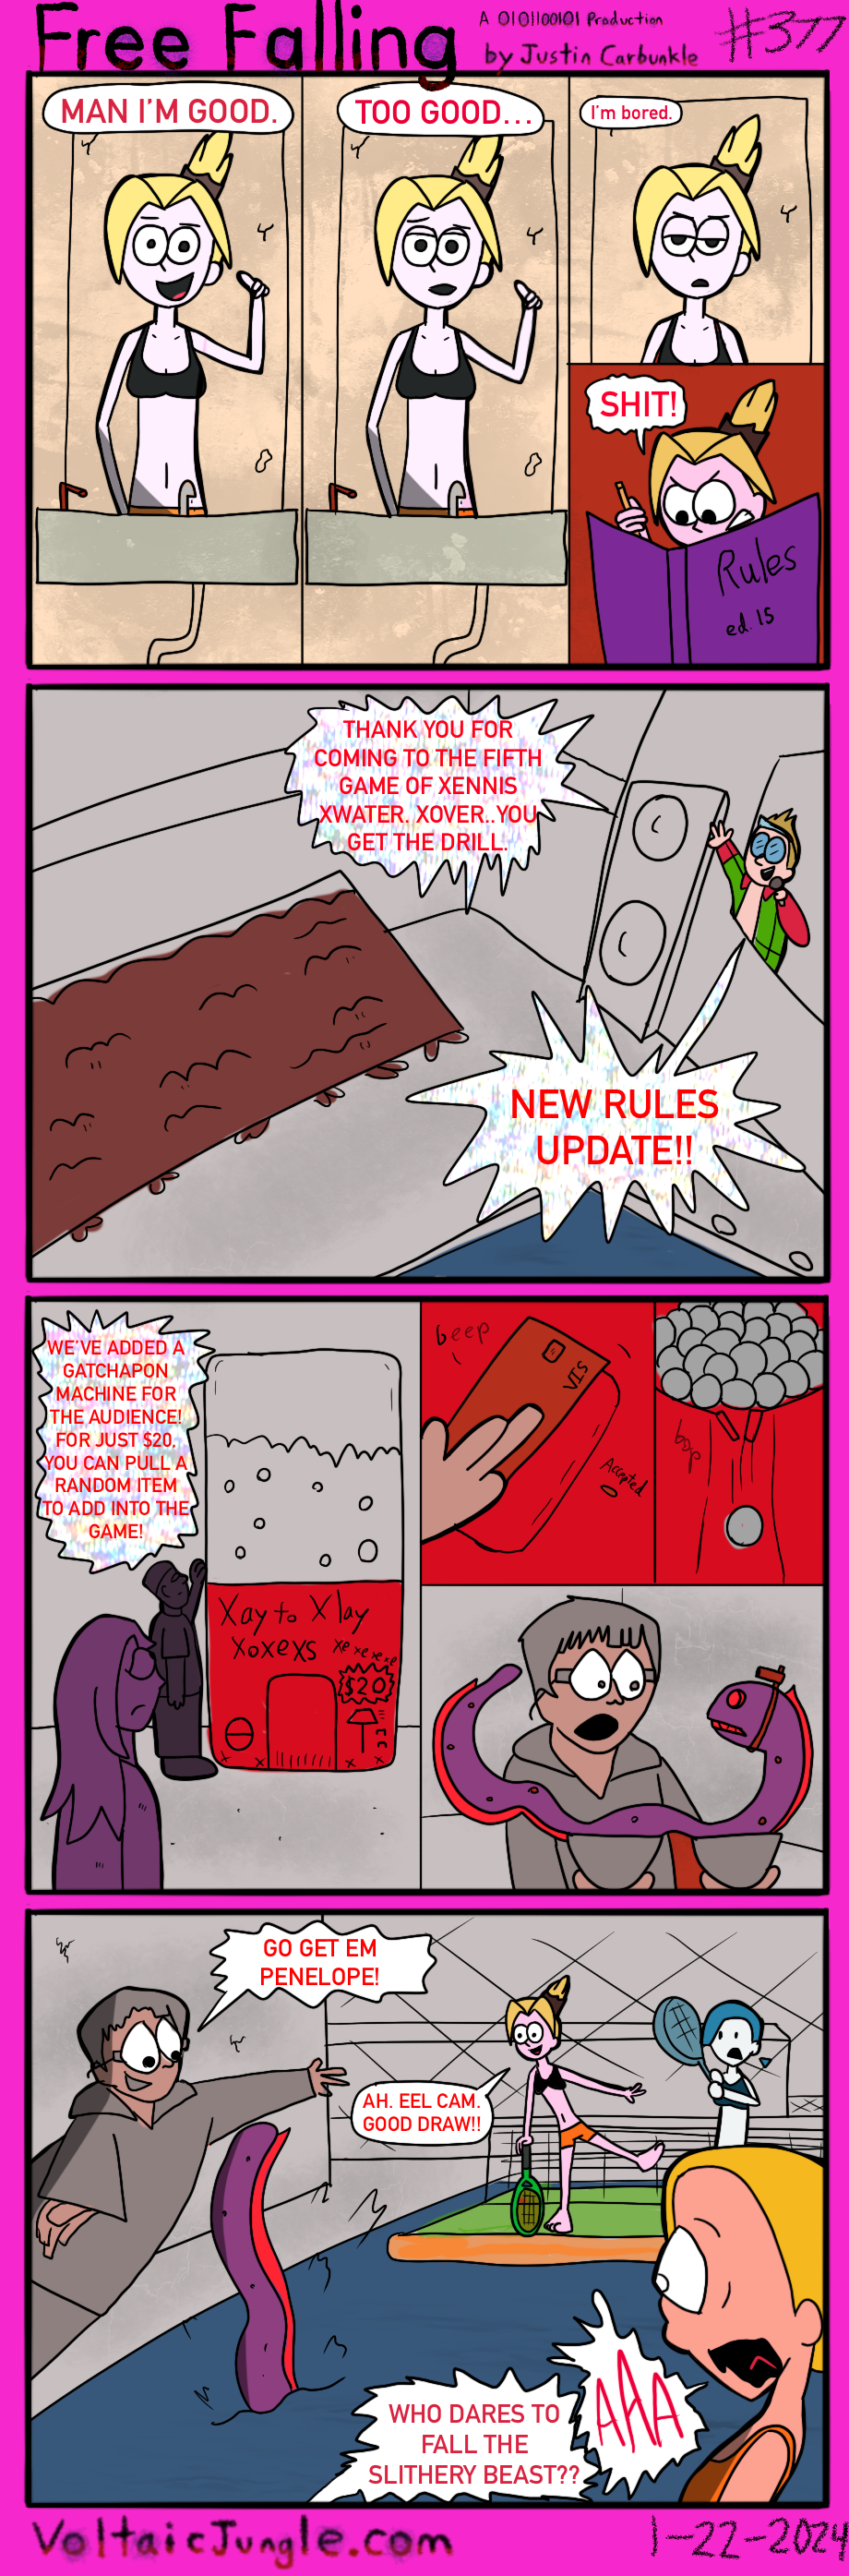 Free Falling
A 0101100101 Production
by Justin Carbunkle
#377
MAN I'M GOOD.
TOO GOOD...
I'm bored.
SHIT!
Rules
ed. 15
THANK YOU FOR
COMING TO THE FIFTH
GAME OF XENNIS
XWATER. XOVER..YOU
GET THE DRILL.
NEW RULES
UPDATE!!
WE'VE ADDED A
GATCHAPON
MACHINE FOR
THE AUDIENCE!
FOR JUST $20.
YOU CAN PULL A
RANDOM ITEM
TO ADD INTO THE
GAME!
Xay to Xlay
XoXeXs Xe Xe Xe Xe
$20
beep
VIS
Accepted
bop
GO GET EM
PENELOPE!
AH. EEL CAM.
GOOD DRAW!!
WHO DARES TO
FALL THE
SLITHERY BEAST??
AAA
VoltaicJungle.com
1-22-2024